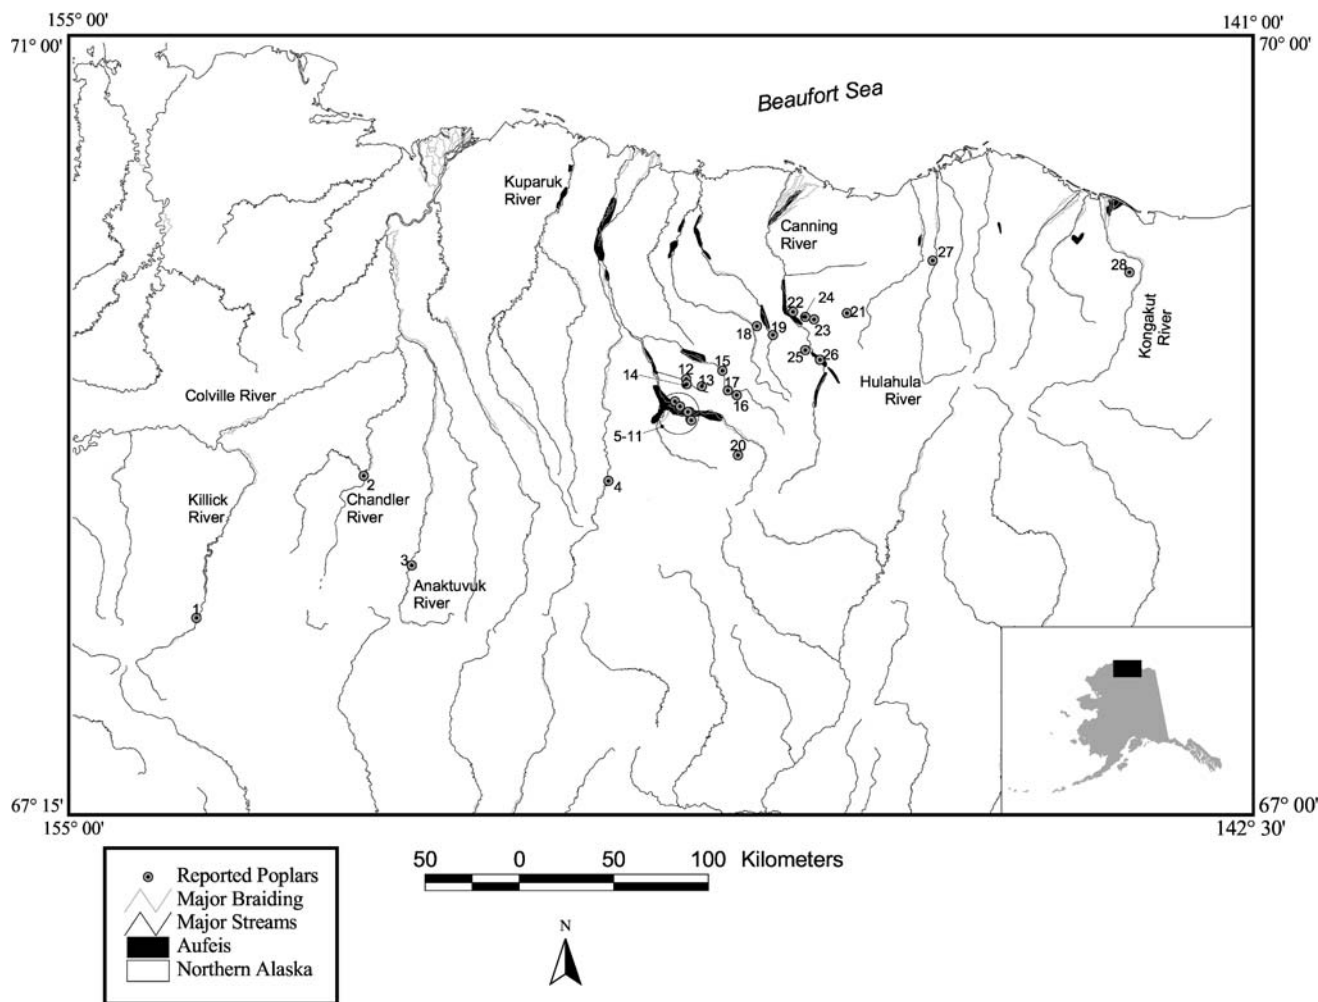 155° 00'
141° 00'
71° 00'
70° 00'
Beaufort Sea
Kuparuk
River
Canning
River
27
28
Kongakut
River
22
24
21
18
19
23
25
26
15
12
14
13
17
16
Hulahula
River
Colville River
5-11
20
4
2
Killick
River
Chandler
River
3
Anaktuvuk
River
1
67° 15'
67° 00'
155° 00'
142° 30'
50
0
50
100
Kilometers
N
Reported Poplars
Major Braiding
Major Streams
Aufeis
Northern Alaska